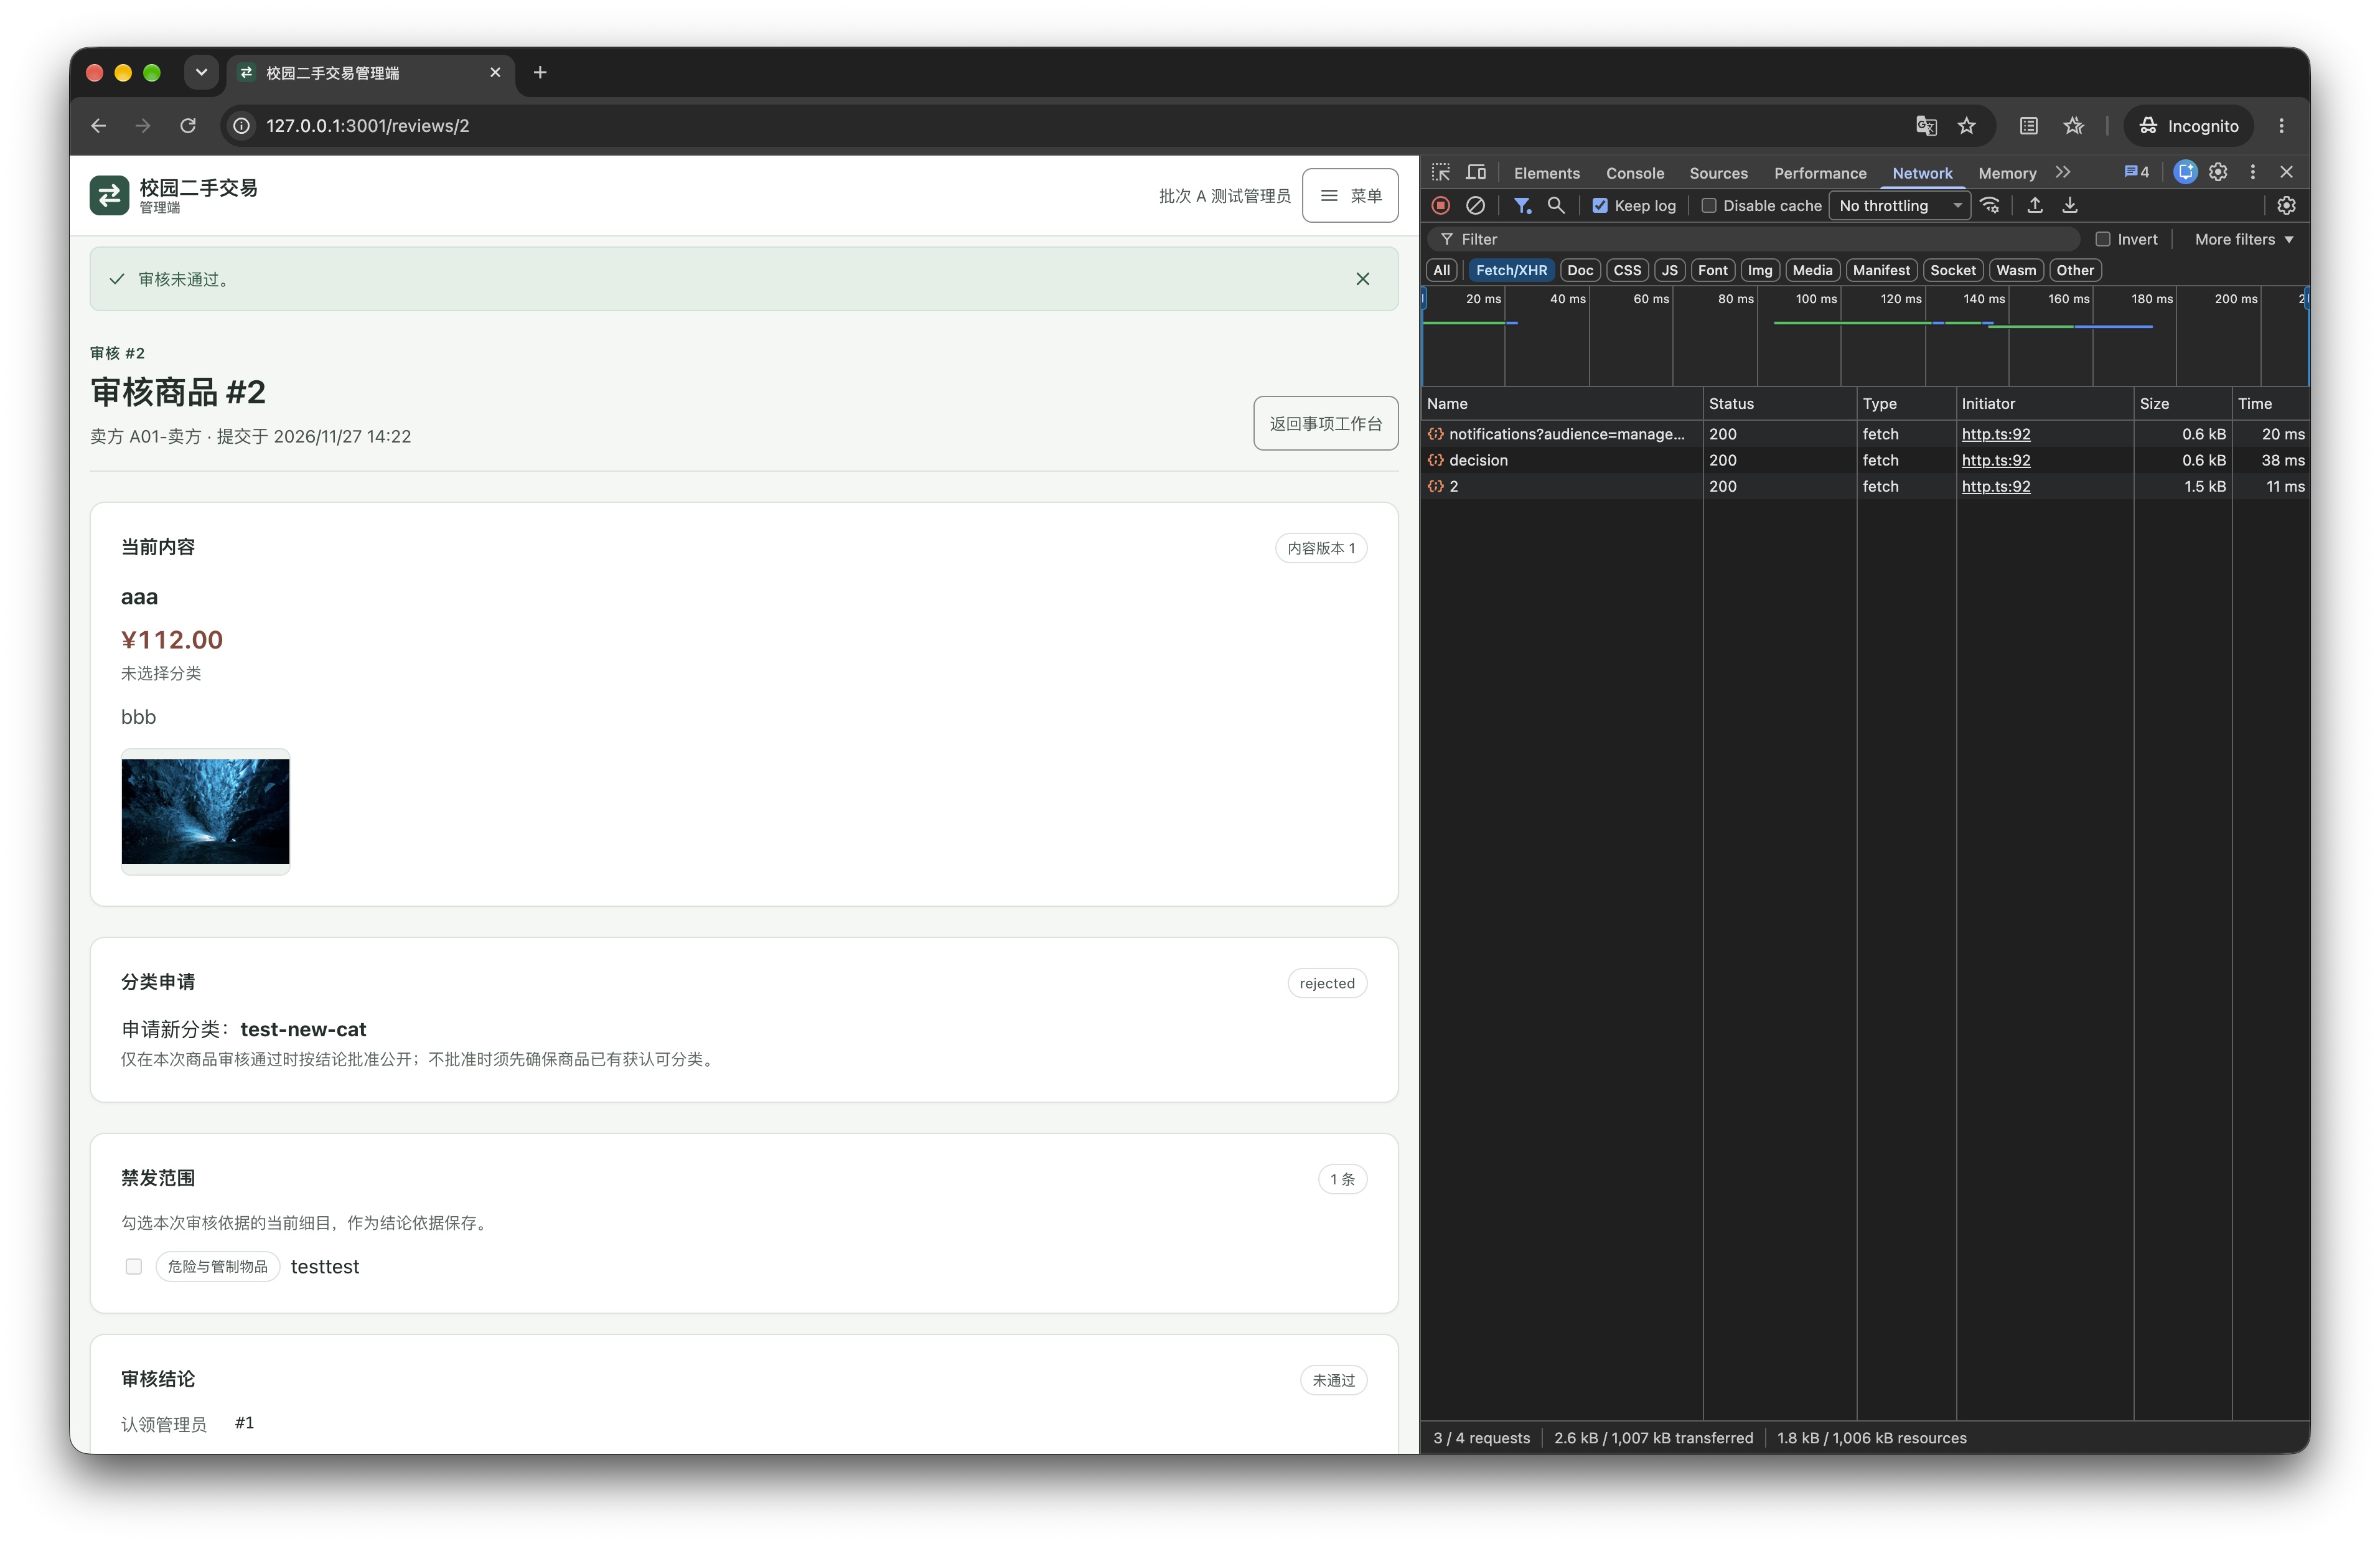 校园二手交易管理端
127.0.0.1:3001/reviews/2
Incognito
校园二手交易
管理端
批次 A 测试管理员
菜单
审核未通过。
审核 #2
审核商品 #2
卖方 A01-卖方 · 提交于 2026/11/27 14:22
返回事项工作台
当前内容
内容版本 1
aaa
¥112.00
未选择分类
bbb
分类申请
rejected
申请新分类：test-new-cat
仅在本次商品审核通过时按结论批准公开；不批准时须先确保商品已有获认可分类。
禁发范围
1 条
勾选本次审核依据的当前细目，作为结论依据保存。
危险与管制物品 testtest
审核结论
未通过
认领管理员 #1
Elements Console Sources Performance Network Memory 4
Keep log Disable cache No throttling
Filter Invert More filters
All Fetch/XHR Doc CSS JS Font Img Media Manifest Socket Wasm Other
20 ms 40 ms 60 ms 80 ms 100 ms 120 ms 140 ms 160 ms 180 ms 200 ms 2
Name Status Type Initiator Size Time
notifications?audience=manage... 200 fetch http.ts:92 0.6 kB 20 ms
decision 200 fetch http.ts:92 0.6 kB 38 ms
2 200 fetch http.ts:92 1.5 kB 11 ms
3 / 4 requests 2.6 kB / 1,007 kB transferred 1.8 kB / 1,006 kB resources